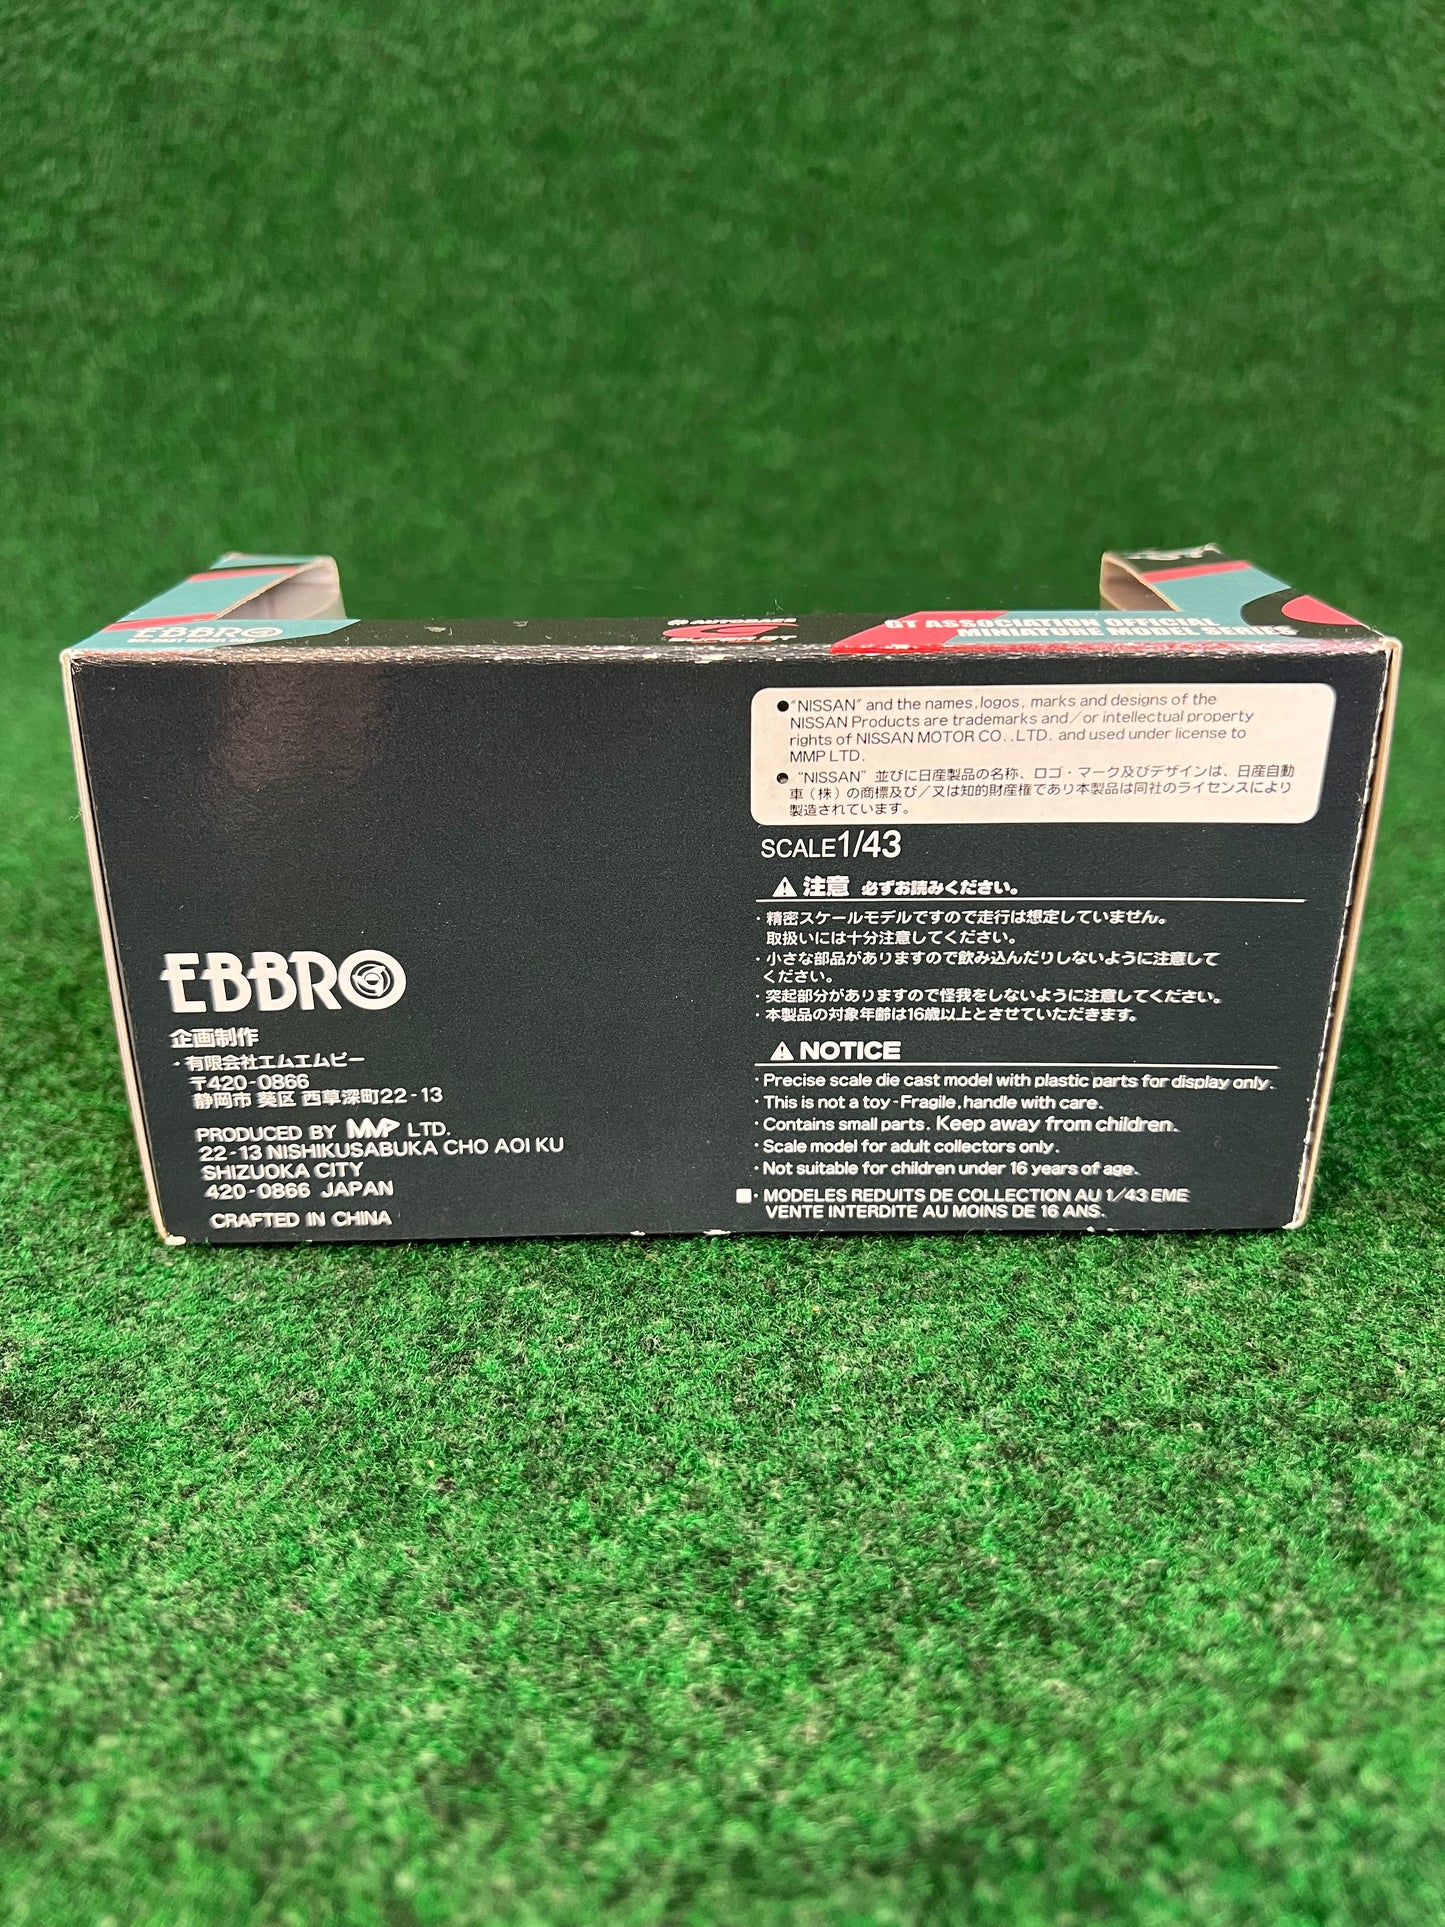 EBBRO
AUTOBACS
GT ASSOCIATION OFFICIAL
MINIATURE MODEL SERIES
●"NISSAN" and the names,logos, marks and designs of the
NISSAN Products are trademarks and/or intellectual property
rights of NISSAN MOTOR CO.,LTD. and used under license to
MMP LTD.
●"NISSAN"並びに日産製品の名称、ロゴ・マーク及びデザインは、日産自動
車(株)の商標及び/又は知的財産権であり本製品は同社のライセンスにより
製造されています。
SCALE1/43
⚠注意 必ずお読みください。
・精密スケールモデルですので走行は想定していません。
取扱いには十分注意してください。
・小さな部品がありますので飲み込んだりしないように注意して
ください。
・突起部分がありますので怪我をしないように注意してください。
・本製品の対象年齢は16歳以上とさせていただきます。
⚠NOTICE
・Precise scale die cast model with plastic parts for display only.
・This is not a toy-Fragile,handle with care.
・Contains small parts. Keep away from children.
・Scale model for adult collectors only.
・Not suitable for children under 16 years of age.
■・MODELES REDUITS DE COLLECTION AU 1/43 EME
VENTE INTERDITE AU MOINS DE 16 ANS.
EBBRO
企画制作
・有限会社エムエムピー
〒420-0866
静岡市 葵区 西草深町22-13
PRODUCED BY MMP LTD.
22-13 NISHIKUSABUKA CHO AOI KU
SHIZUOKA CITY
420-0866 JAPAN
CRAFTED IN CHINA